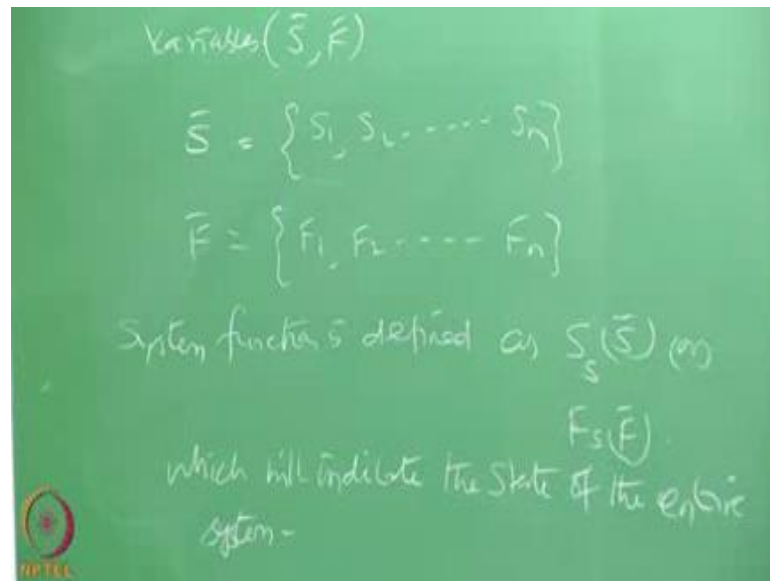 Variables (S̄, F̄)
S̄ = { S1, S2 ----- Sn }
F̄ = { F1, F2 ---- Fn }
System function is defined as Ss(S̄) (or)
Fs(F̄).
which will indicate the State of the entire
system-
NPTEL